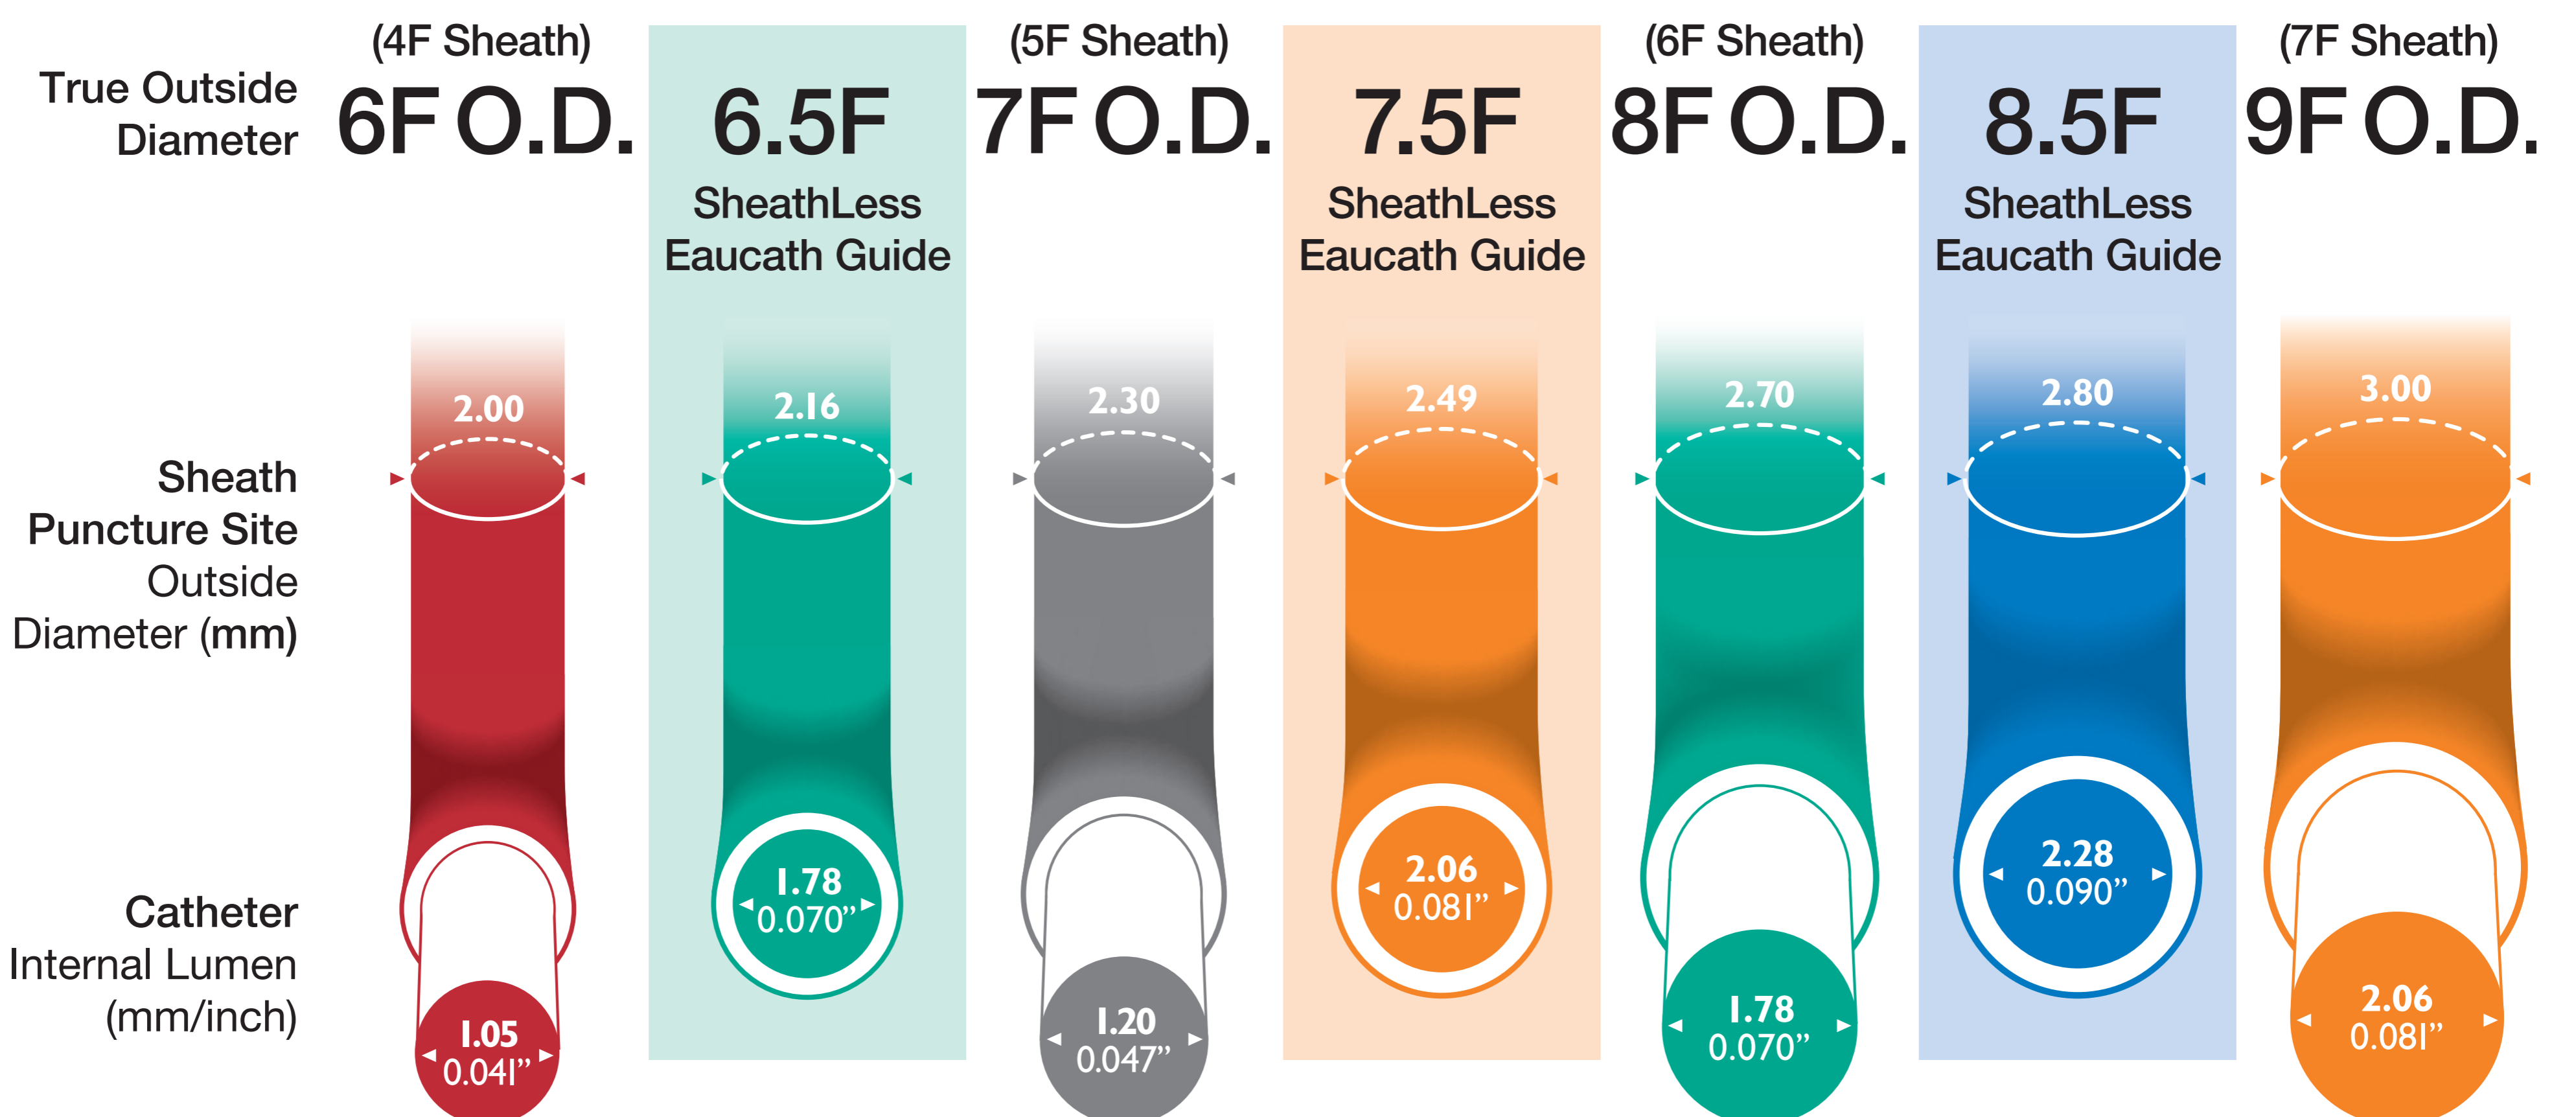 (4F Sheath)
(5F Sheath)
(6F Sheath)
(7F Sheath)
True Outside
Diameter
6F O.D.
6.5F
7F O.D.
7.5F
8F O.D.
8.5F
9F O.D.
SheathLess
Eaucath Guide
SheathLess
Eaucath Guide
SheathLess
Eaucath Guide
Sheath
Puncture Site
Outside
Diameter (mm)
2.00
2.16
2.30
2.49
2.70
2.80
3.00
Catheter
Internal Lumen
(mm/inch)
1.05
0.041”
1.78
0.070”
1.20
0.047”
2.06
0.081”
1.78
0.070”
2.28
0.090”
2.06
0.081”